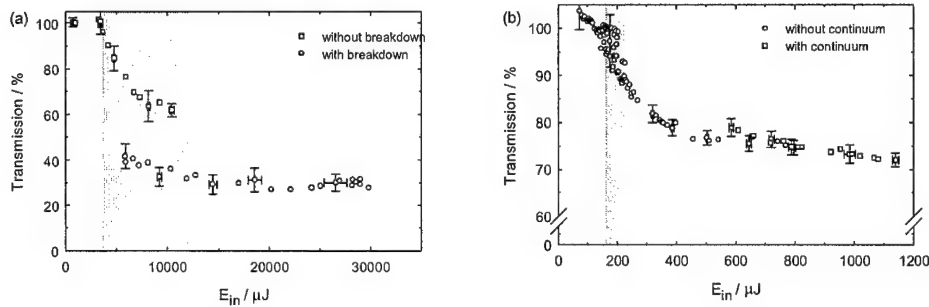 (a)
without breakdown
with breakdown
Transmission / %
100
80
60
40
20
0
0 10000 20000 30000
E_in / µJ
(b)
without continuum
with continuum
Transmission / %
100
90
80
70
60
0
0 200 400 600 800 1000 1200
E_in / µJ